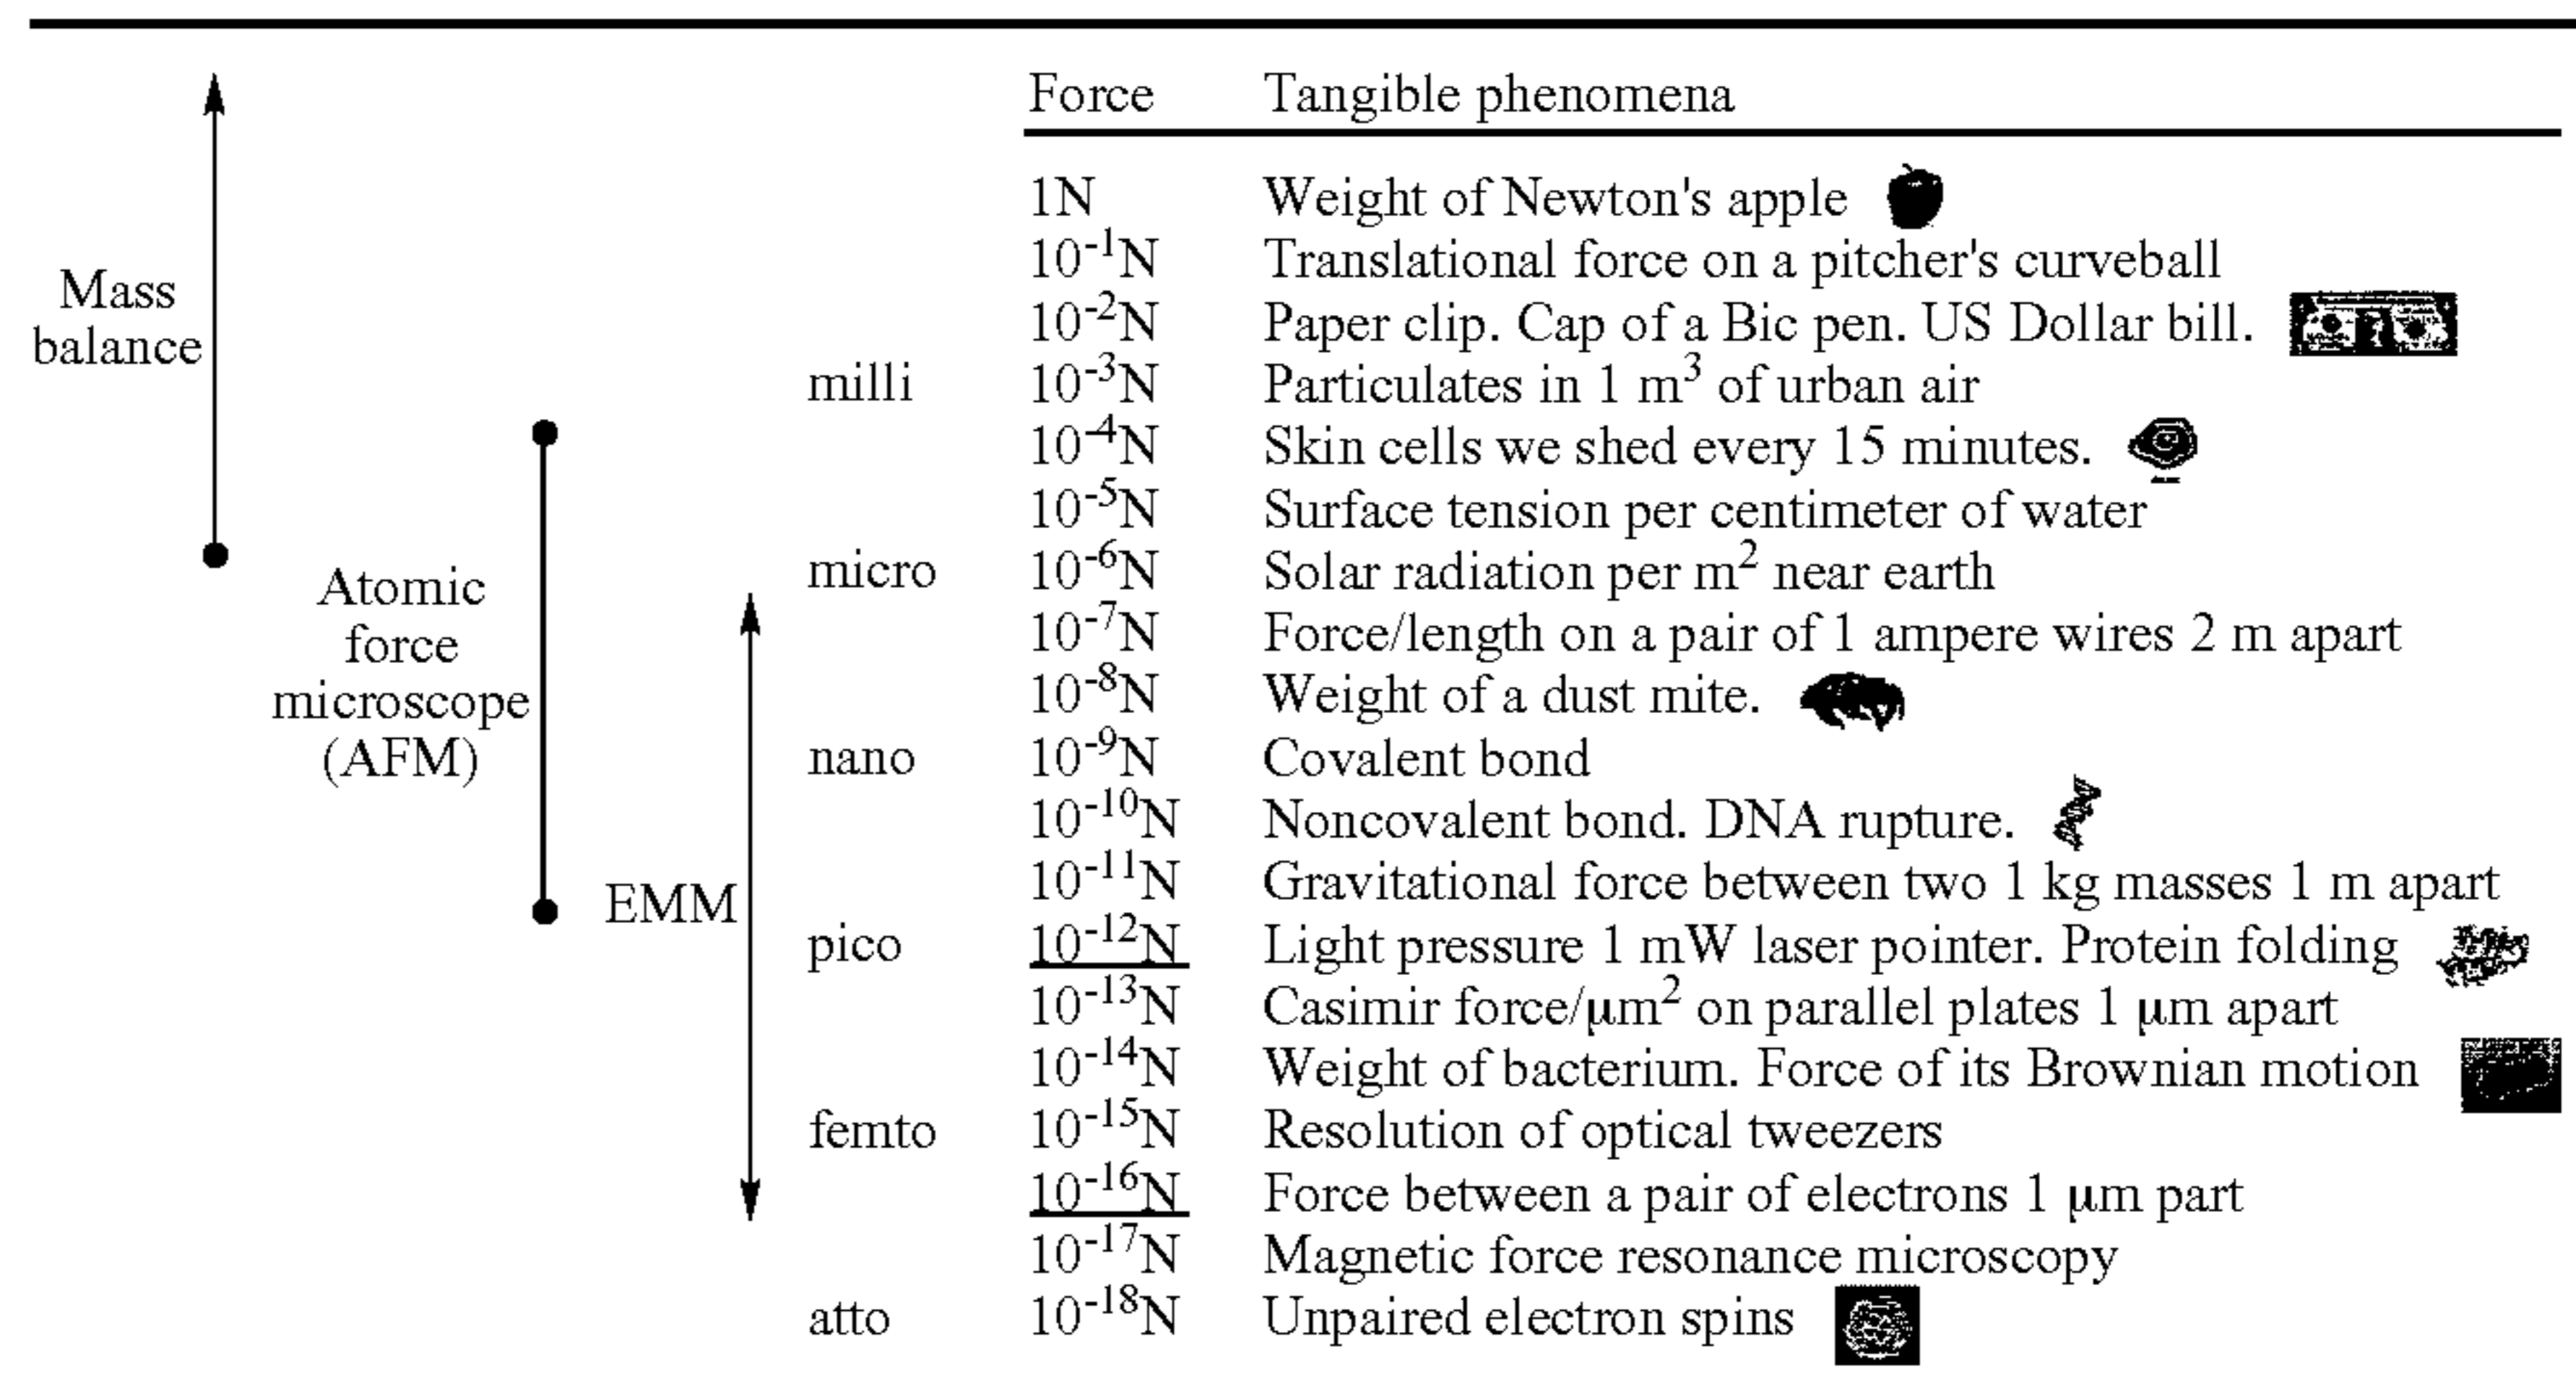 Force Tangible phenomena
1N Weight of Newton's apple
10⁻¹N Translational force on a pitcher's curveball
Mass
balance
10⁻²N Paper clip. Cap of a Bic pen. US Dollar bill.
milli 10⁻³N Particulates in 1 m³ of urban air
10⁻⁴N Skin cells we shed every 15 minutes.
10⁻⁵N Surface tension per centimeter of water
micro 10⁻⁶N Solar radiation per m² near earth
Atomic
force
microscope
(AFM)
10⁻⁷N Force/length on a pair of 1 ampere wires 2 m apart
10⁻⁸N Weight of a dust mite.
nano 10⁻⁹N Covalent bond
10⁻¹⁰N Noncovalent bond. DNA rupture.
EMM
10⁻¹¹N Gravitational force between two 1 kg masses 1 m apart
pico 10⁻¹²N Light pressure 1 mW laser pointer. Protein folding
10⁻¹³N Casimir force/μm² on parallel plates 1 μm apart
10⁻¹⁴N Weight of bacterium. Force of its Brownian motion
femto 10⁻¹⁵N Resolution of optical tweezers
10⁻¹⁶N Force between a pair of electrons 1 μm part
10⁻¹⁷N Magnetic force resonance microscopy
atto 10⁻¹⁸N Unpaired electron spins